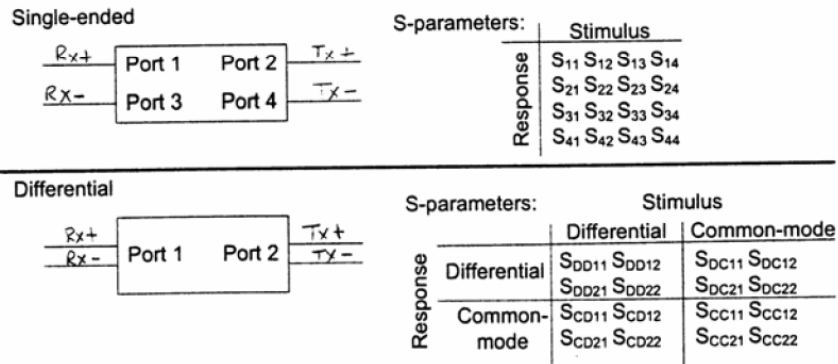 Single-ended
Rx+ Port 1 Port 2 Tx+
Rx- Port 3 Port 4 Tx-
S-parameters: Stimulus
Response
S11 S12 S13 S14
S21 S22 S23 S24
S31 S32 S33 S34
S41 S42 S43 S44
Differential
Rx+ Tx+
Port 1 Port 2
Rx- Tx-
S-parameters: Stimulus
Differential Common-mode
Response
Differential SDD11 SDD12 SDC11 SDC12
SDD21 SDD22 SDC21 SDC22
Common- SCD11 SCD12 SCC11 SCC12
mode SCD21 SCD22 SCC21 SCC22